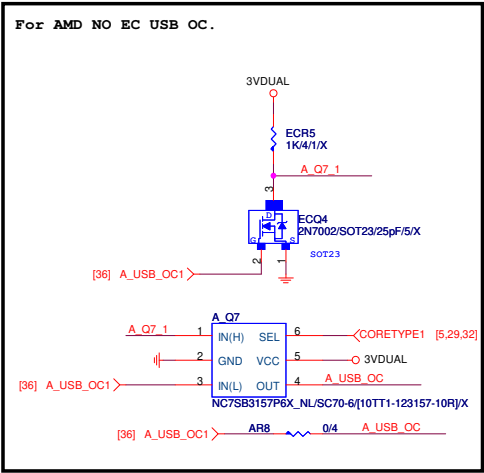 For AMD NO EC USB OC.
3VDUAL
ECR5
1K/4/1/X
A_Q7_1
3
D
ECQ4
2N7002/SOT23/25pF/5/X
G
S
SOT23
2
1
[36] A_USB_OC1
A_Q7
A_Q7_1 1 IN(H) SEL 6 CORETYPE1 [5,29,32]
2 GND VCC 5 3VDUAL
[36] A_USB_OC1 3 IN(L) OUT 4 A_USB_OC
NC7SB3157P6X_NL/SC70-6/[10TT1-123157-10R]/X
[36] A_USB_OC1 AR8 0/4 A_USB_OC